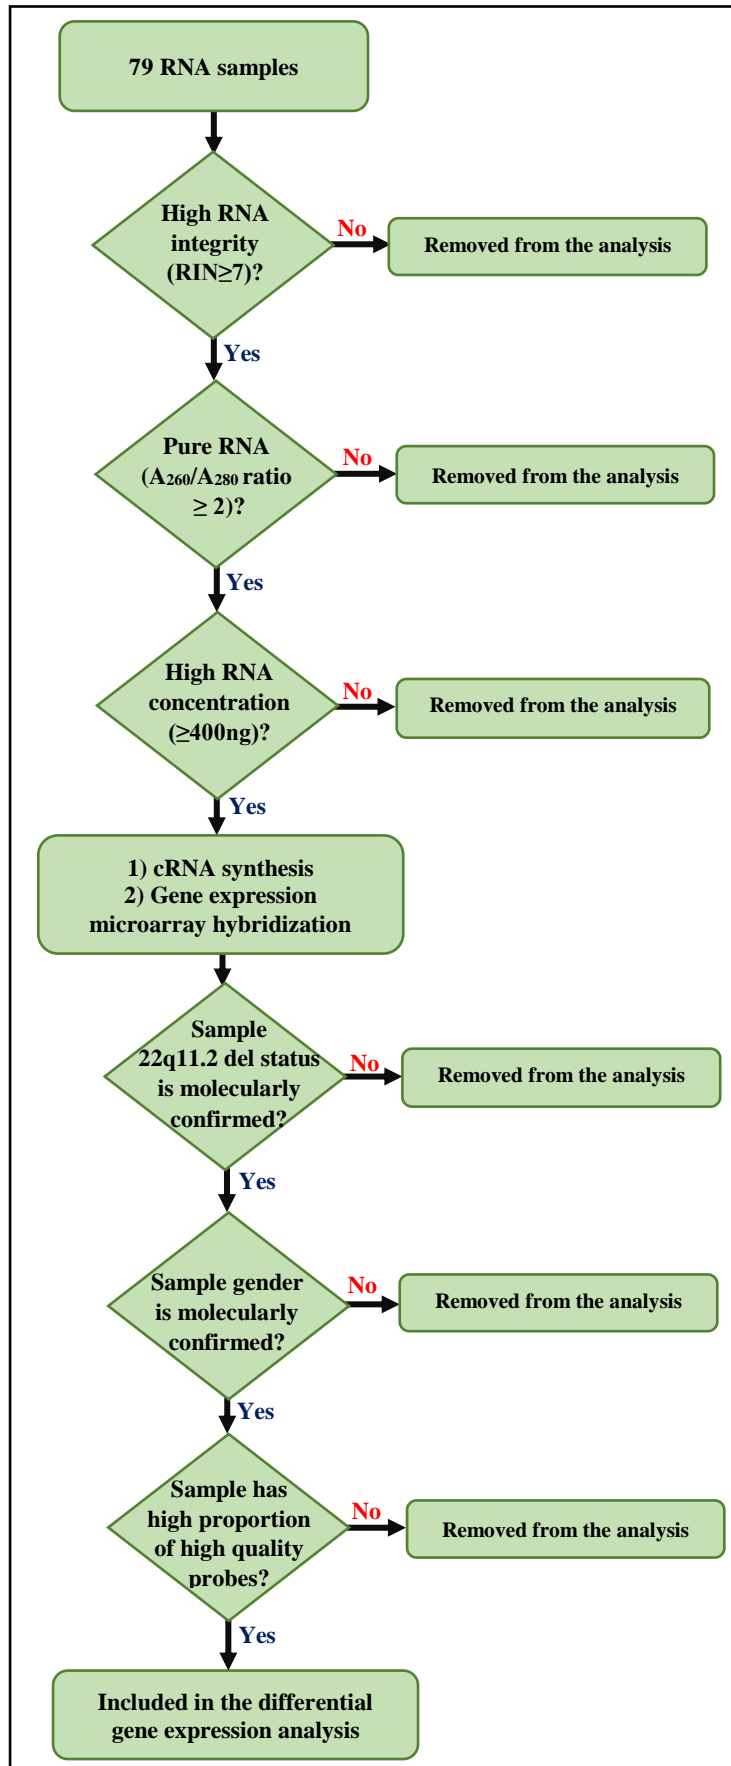 79 RNA samples
High RNA
integrity
(RIN≥7)?
No
Removed from the analysis
Yes
Pure RNA
(A260/A280 ratio
≥ 2)?
No
Removed from the analysis
Yes
High RNA
concentration
(≥400ng)?
No
Removed from the analysis
Yes
1) cRNA synthesis
2) Gene expression
microarray hybridization
Sample
22q11.2 del status
is molecularly
confirmed?
No
Removed from the analysis
Yes
Sample gender
is molecularly
confirmed?
No
Removed from the analysis
Yes
Sample has
high proportion
of high quality
probes?
No
Removed from the analysis
Yes
Included in the differential
gene expression analysis